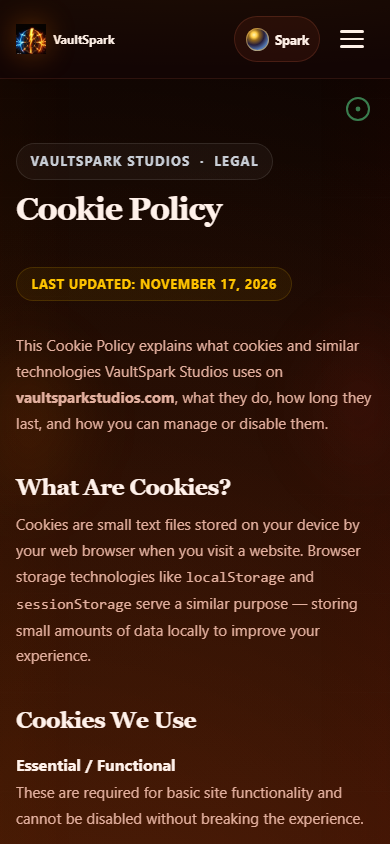 VaultSpark
Spark
VAULTSPARK STUDIOS · LEGAL
Cookie Policy
LAST UPDATED: NOVEMBER 17, 2026
This Cookie Policy explains what cookies and similar
technologies VaultSpark Studios uses on
vaultsparkstudios.com, what they do, how long they
last, and how you can manage or disable them.
What Are Cookies?
Cookies are small text files stored on your device by
your web browser when you visit a website. Browser
storage technologies like localStorage and
sessionStorage serve a similar purpose — storing
small amounts of data locally to improve your
experience.
Cookies We Use
Essential / Functional
These are required for basic site functionality and
cannot be disabled without breaking the experience.